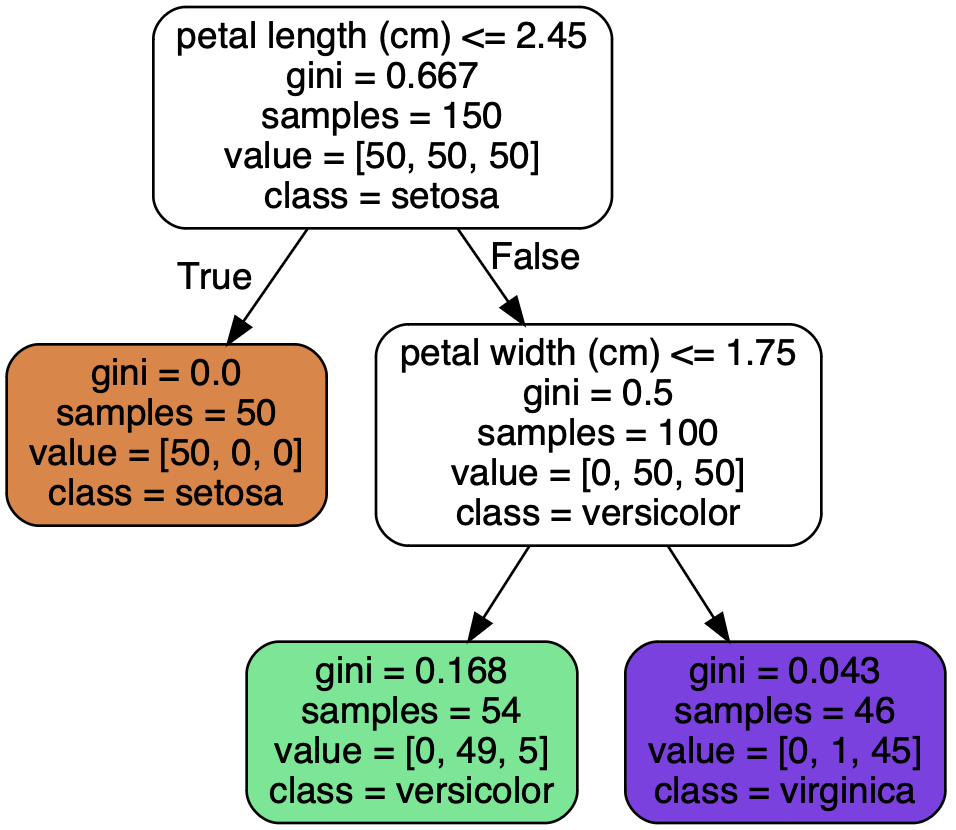 petal length (cm) <= 2.45
gini = 0.667
samples = 150
value = [50, 50, 50]
class = setosa
True
False
gini = 0.0
samples = 50
value = [50, 0, 0]
class = setosa
petal width (cm) <= 1.75
gini = 0.5
samples = 100
value = [0, 50, 50]
class = versicolor
gini = 0.168
samples = 54
value = [0, 49, 5]
class = versicolor
gini = 0.043
samples = 46
value = [0, 1, 45]
class = virginica